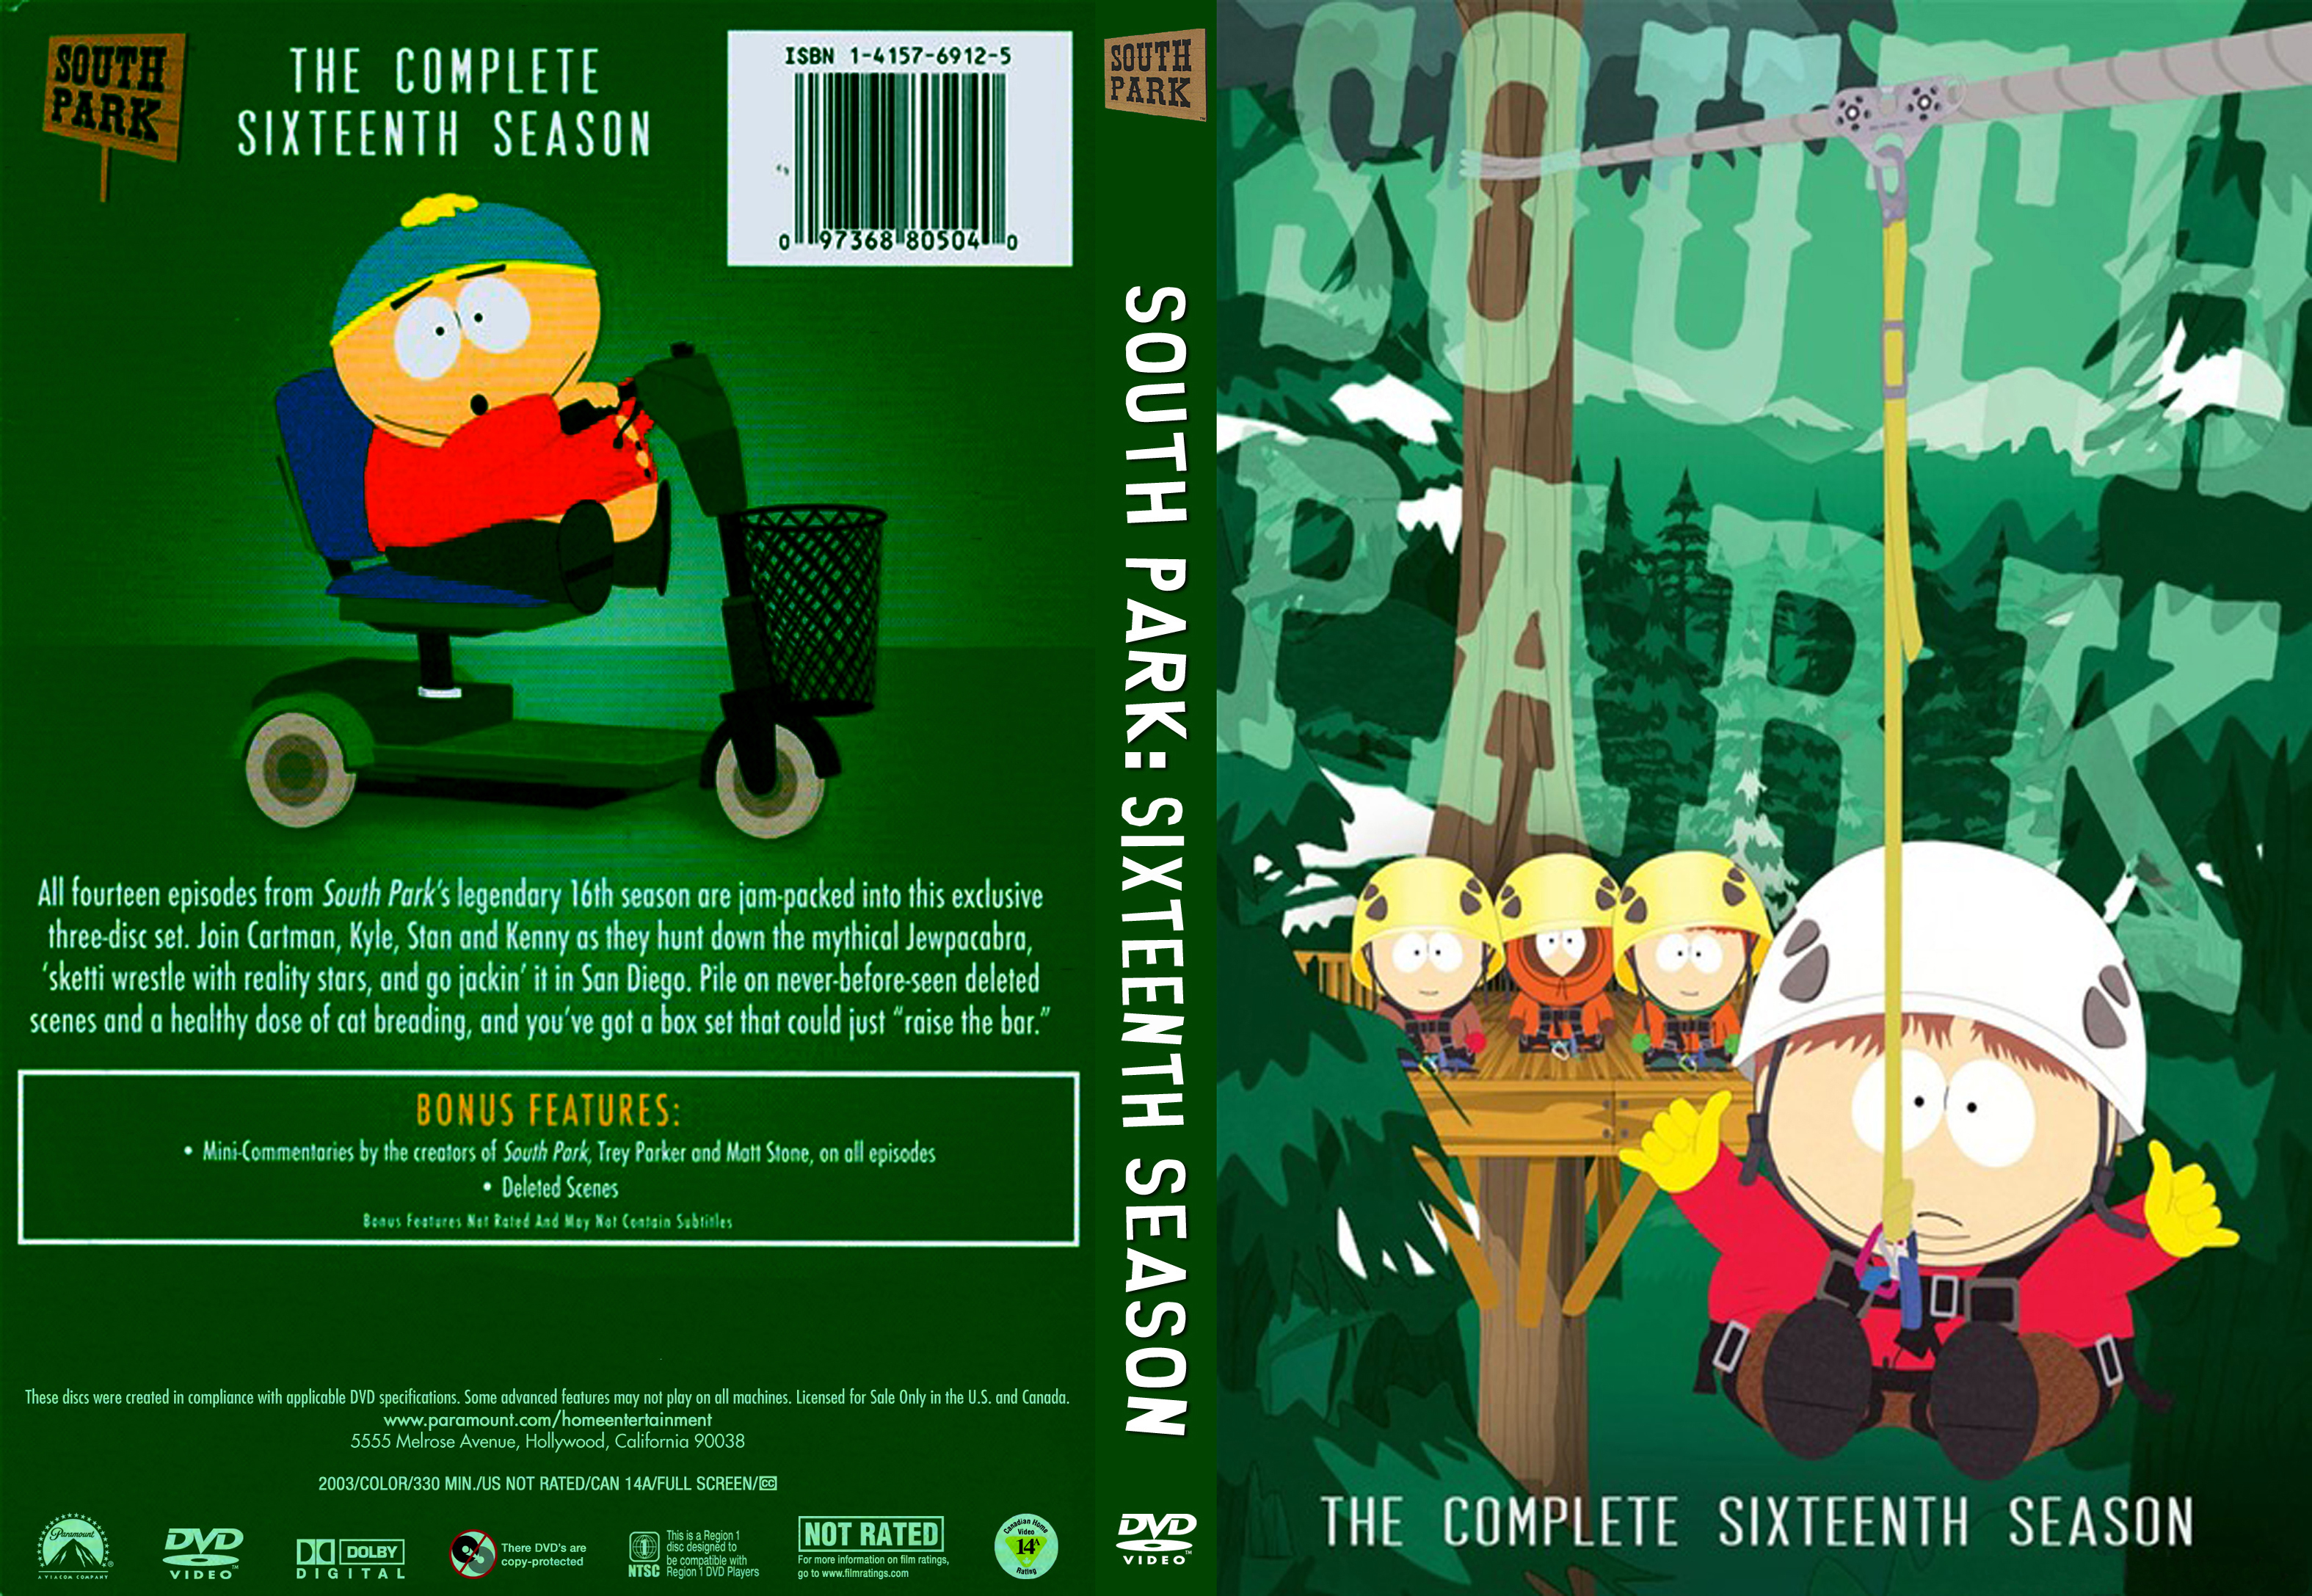 SOUTH
PARK
THE COMPLETE
SIXTEENTH SEASON
ISBN 1-4157-6912-5
0 97368 80504 0
All fourteen episodes from South Park's legendary 16th season are jam-packed into this exclusive
three-disc set. Join Cartman, Kyle, Stan and Kenny as they hunt down the mythical Jewpacabra,
'sketti wrestle with reality stars, and go jackin' it in San Diego. Pile on never-before-seen deleted
scenes and a healthy dose of cat breading, and you've got a box set that could just "raise the bar."
BONUS FEATURES:
• Mini-Commentaries by the creators of South Park, Trey Parker and Matt Stone, on all episodes
• Deleted Scenes
Bonus Features Not Rated And May Not Contain Subtitles
These discs were created in compliance with applicable DVD specifications. Some advanced features may not play on all machines. Licensed for Sale Only in the U.S. and Canada.
www.paramount.com/homeentertainment
5555 Melrose Avenue, Hollywood, California 90038
2003/COLOR/330 MIN./US NOT RATED/CAN 14A/FULL SCREEN/CC
Paramount
A VIACOM COMPANY
DVD
VIDEO
DOLBY
DIGITAL
There DVD's are
copy-protected
1
NTSC
This is a Region 1
disc designed to
be compatible with
Region 1 DVD Players
NOT RATED
For more information on film ratings,
go to www.filmratings.com
Canadian Home
Video
14A
Rating
SOUTH
PARK
SOUTH PARK: SIXTEENTH SEASON
DVD
VIDEO
SOUTH
PARK
THE COMPLETE SIXTEENTH SEASON